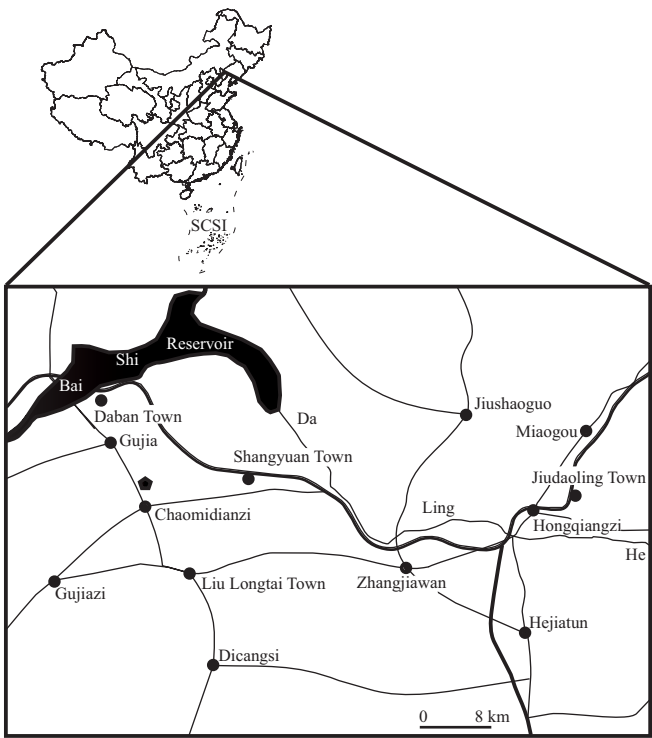 SCSI
Reservoir
Shi
Bai
Da
Jiushaoguo
Daban Town
Miaogou
Gujia
Shangyuan Town
Jiudaoling Town
Chaomidianzi
Ling
Hongqiangzi
He
Liu Longtai Town
Zhangjiawan
Gujiazi
Hejiatun
Dicangsi
0 8 km